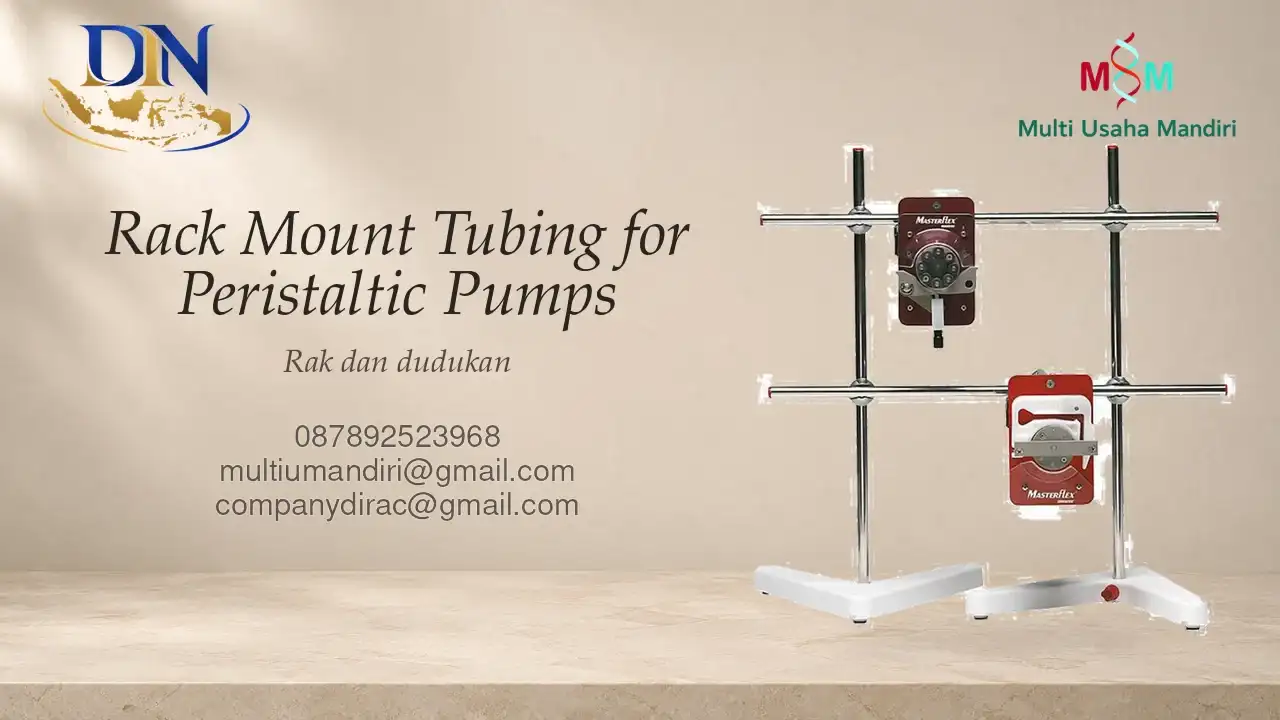 DIN
MSM
Multi Usaha Mandiri
Rack Mount Tubing for
Peristaltic Pumps
Rak dan dudukan
087892523968
multiumandiri@gmail.com
companydirac@gmail.com
MASTERFLEX
MASTERFLEX